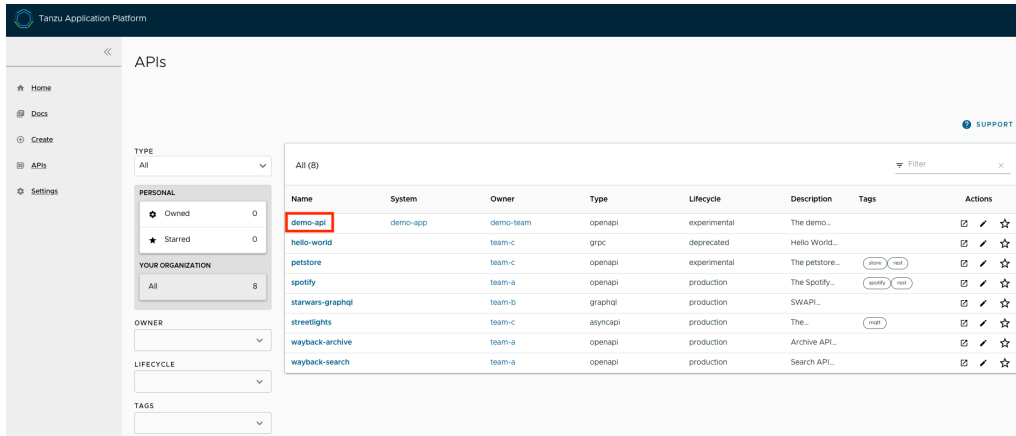 Tanzu Application Platform
APIs
Home
Docs
Create
APIs
Settings
SUPPORT
TYPE
All
PERSONAL
Owned 0
Starred 0
YOUR ORGANIZATION
All 8
OWNER
LIFECYCLE
TAGS
All (8) Filter
Name System Owner Type Lifecycle Description Tags Actions
demo-api demo-app demo-team openapi experimental The demo...
hello-world team-c grpc deprecated Hello World...
petstore team-c openapi experimental The petstore... store rest
spotify team-a openapi production The Spotify... spotify rest
starwars-graphql team-b graphql production SWAPI...
streetlights team-c asyncapi production The... mqtt
wayback-archive team-a openapi production Archive API...
wayback-search team-a openapi production Search API...